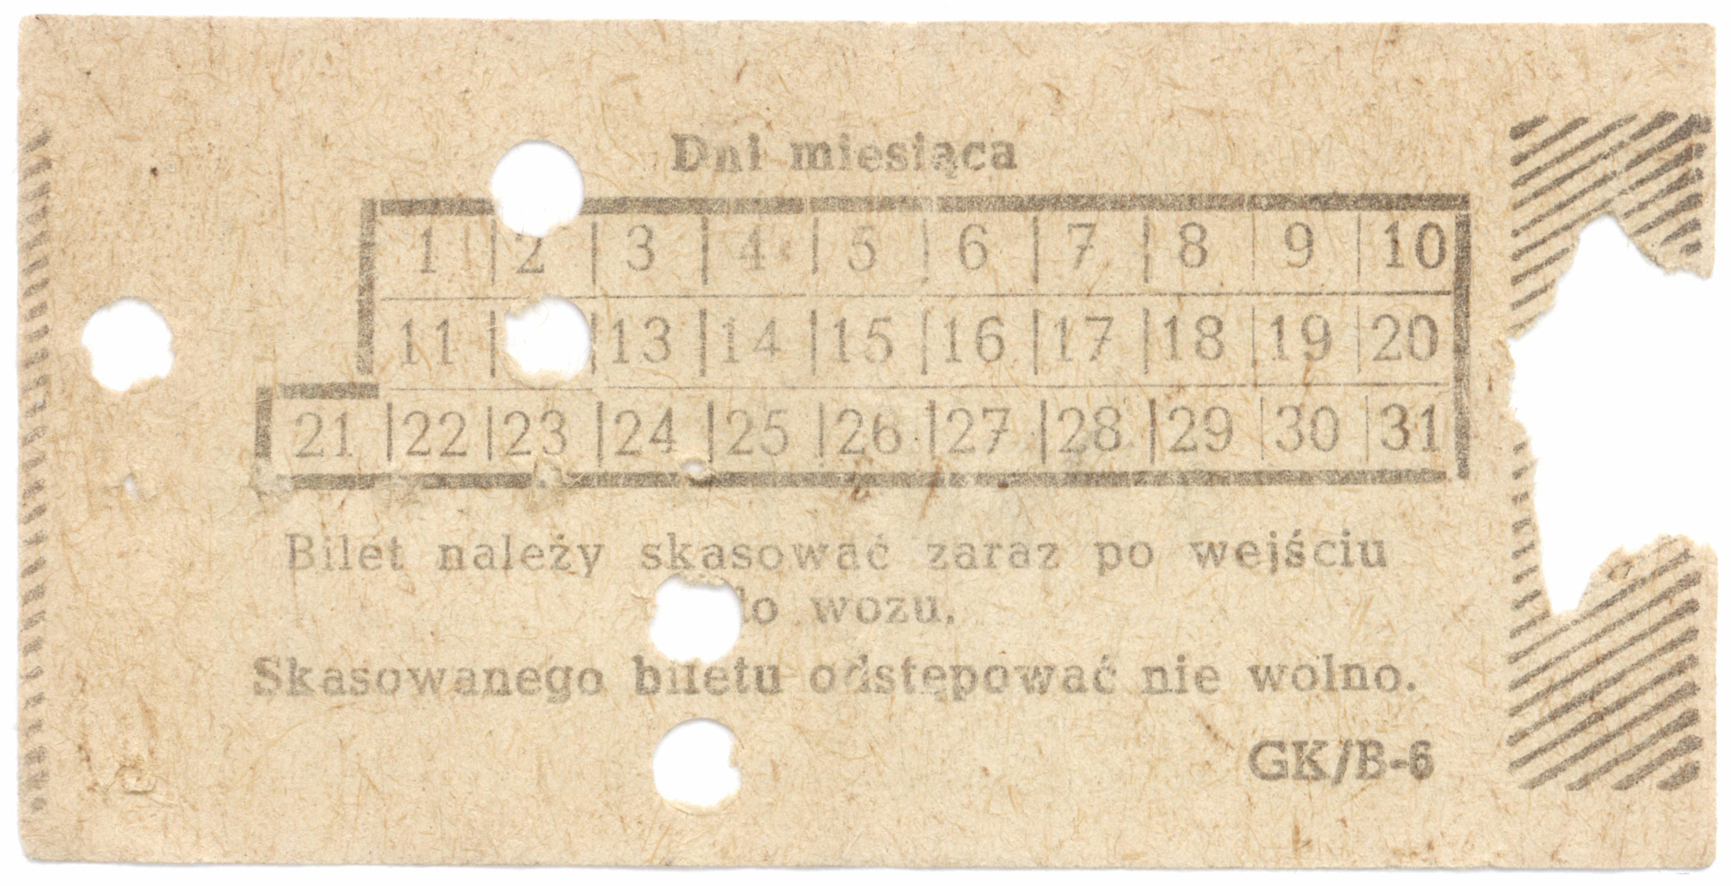 Dni miesiąca
1 2 3 4 5 6 7 8 9 10
11 13 14 15 16 17 18 19 20
21 22 23 24 25 26 27 28 29 30 31
Bilet należy skasować zaraz po wejściu
do wozu.
Skasowanego biletu odstępować nie wolno.
GK/B-6